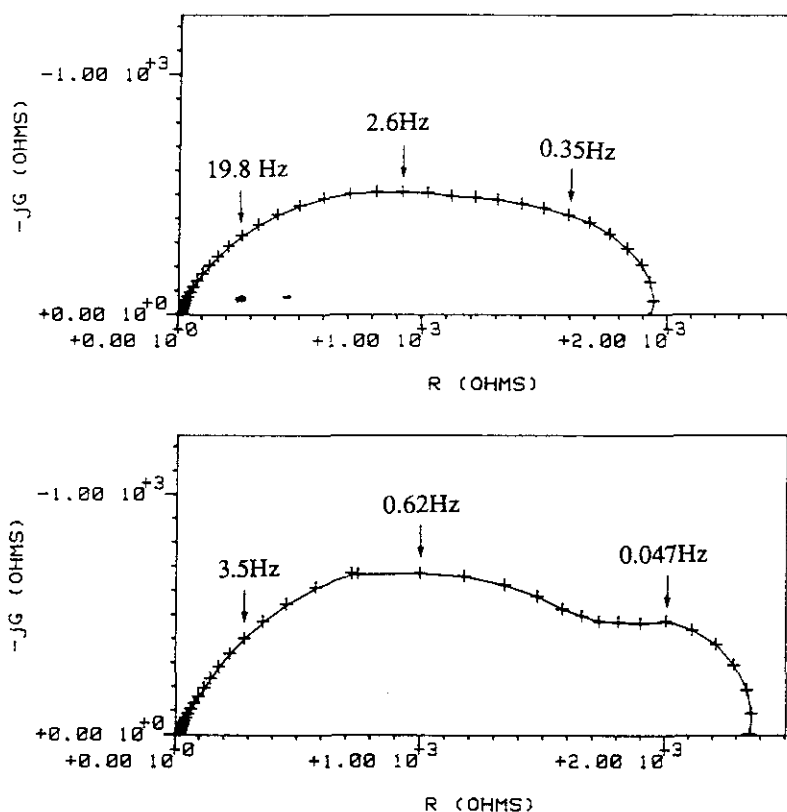 -1.00 10+3
-jG (OHMS)
2.6Hz
0.35Hz
19.8 Hz
+0.00 10+0
+0.00 10+0
+1.00 10+3
+2.00 10+3
R (OHMS)
-1.00 10+3
-jG (OHMS)
0.62Hz
3.5Hz
0.047Hz
+0.00 10+0
+0.00 10+0
+1.00 10+3
+2.00 10+3
R (OHMS)